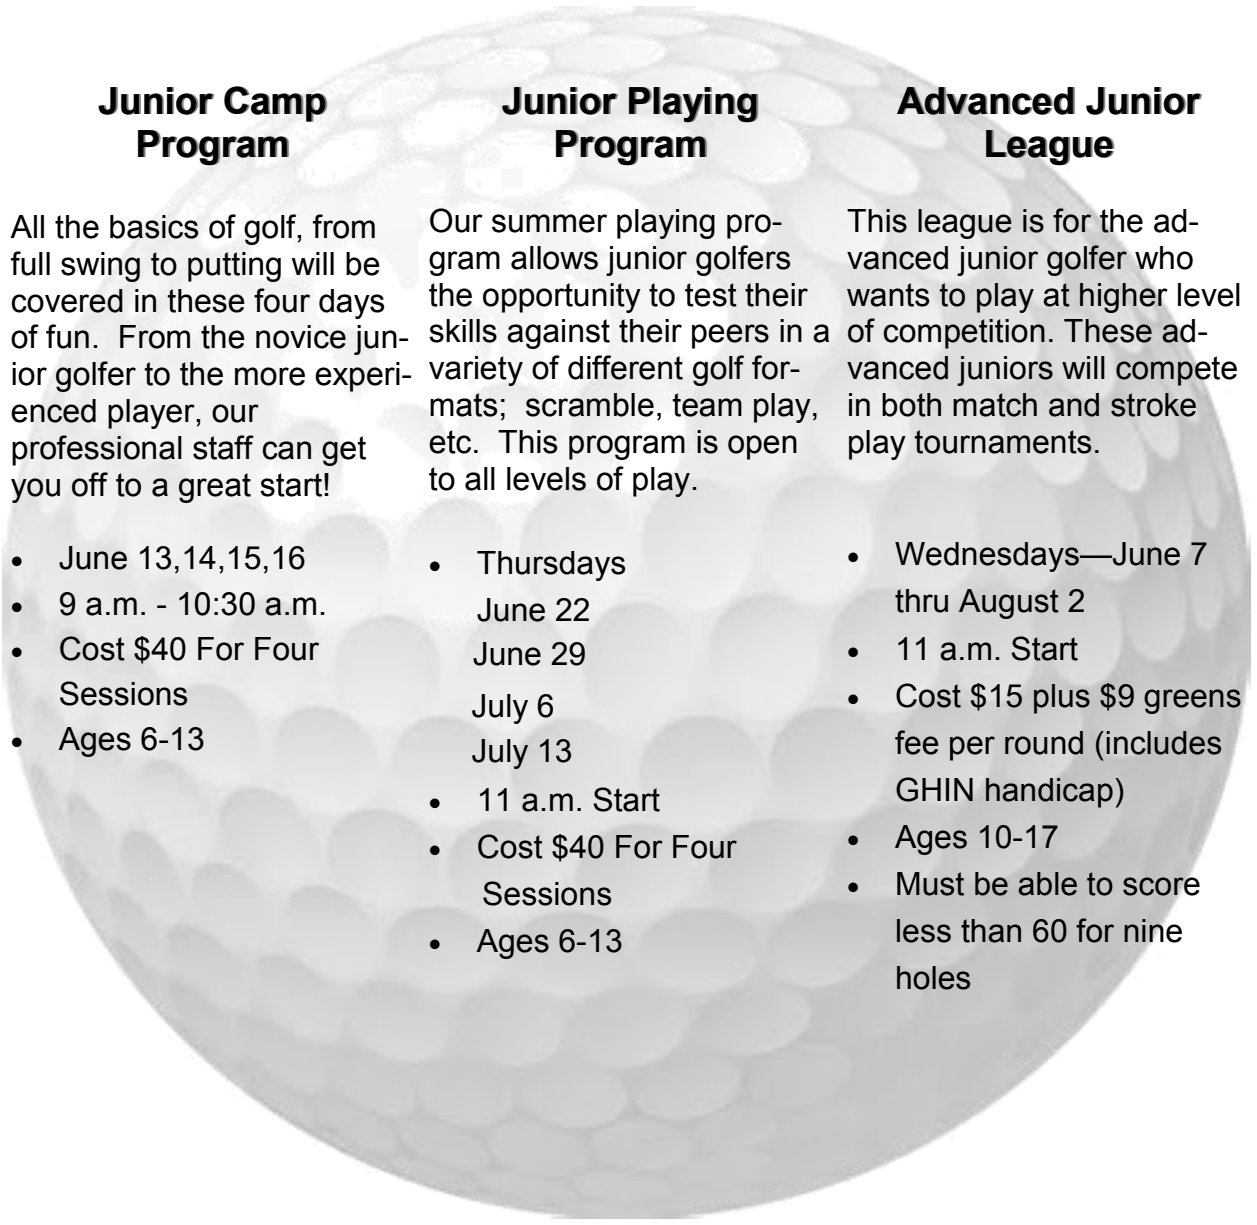 Junior Camp
Program
All the basics of golf, from
full swing to putting will be
covered in these four days
of fun.  From the novice jun-
ior golfer to the more experi-
enced player, our
professional staff can get
you off to a great start!
• June 13,14,15,16
• 9 a.m. - 10:30 a.m.
• Cost $40 For Four
Sessions
• Ages 6-13
Junior Playing
Program
Our summer playing pro-
gram allows junior golfers
the opportunity to test their
skills against their peers in a
variety of different golf for-
mats;  scramble, team play,
etc.  This program is open
to all levels of play.
• Thursdays
June 22
June 29
July 6
July 13
• 11 a.m. Start
• Cost $40 For Four
Sessions
• Ages 6-13
Advanced Junior
League
This league is for the ad-
vanced junior golfer who
wants to play at higher level
of competition. These ad-
vanced juniors will compete
in both match and stroke
play tournaments.
• Wednesdays—June 7
thru August 2
• 11 a.m. Start
• Cost $15 plus $9 greens
fee per round (includes
GHIN handicap)
• Ages 10-17
• Must be able to score
less than 60 for nine
holes